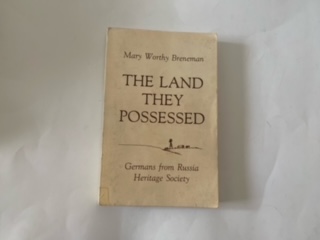 Mary Worthy Breneman
THE LAND
THEY
POSSESSED
Germans from Russia
Heritage Society